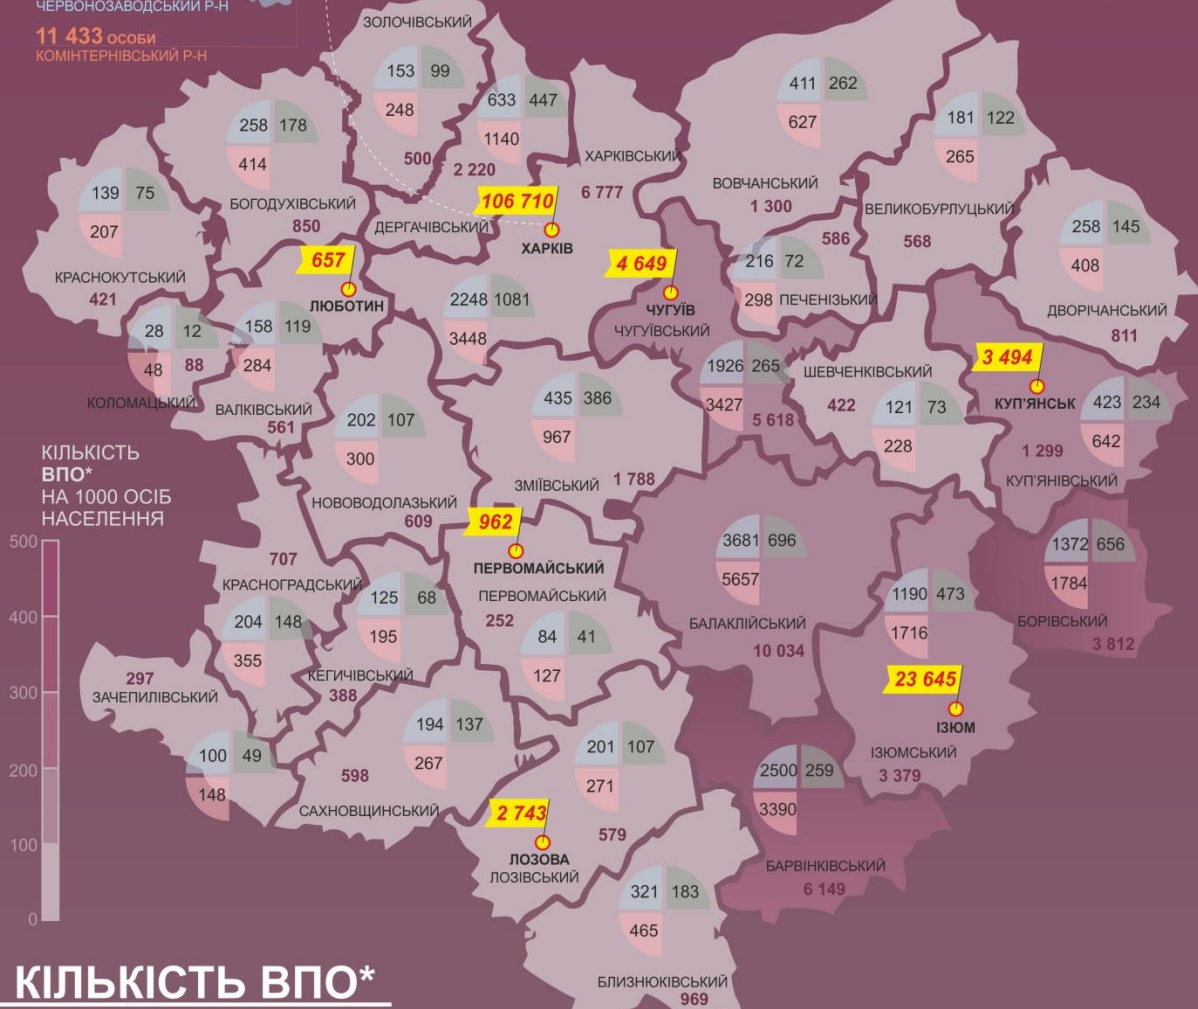 ЧЕРВОНОЗАВОДСЬКИЙ Р-Н
11 433 ОСОБИ
КОМІНТЕРНІВСЬКИЙ Р-Н
ЗОЛОЧІВСЬКИЙ
153 99
248
500
633 447
1140
2 220
ДЕРГАЧІВСЬКИЙ
ХАРКІВСЬКИЙ
6 777
106 710
ХАРКІВ
2248 1081
3448
411 262
627
ВОВЧАНСЬКИЙ
1 300
181 122
265
ВЕЛИКОБУРЛУЦЬКИЙ
568
258 178
414
БОГОДУХІВСЬКИЙ
850
139 75
207
КРАСНОКУТСЬКИЙ
421
657
ЛЮБОТИН
4 649
ЧУГУЇВ
ЧУГУЇВСЬКИЙ
1926 265
3427
5 618
586
216 72
298
ПЕЧЕНІЗЬКИЙ
258 145
408
ДВОРІЧАНСЬКИЙ
811
28 12
48
88
КОЛОМАЦЬКИЙ
158 119
284
ВАЛКІВСЬКИЙ
561
ШЕВЧЕНКІВСЬКИЙ
422
121 73
228
3 494
КУП'ЯНСЬК
423 234
642
1 299
КУП'ЯНІВСЬКИЙ
202 107
300
НОВОВОДОЛАЗЬКИЙ
609
435 386
967
ЗМІЇВСЬКИЙ
1 788
КІЛЬКІСТЬ
ВПО*
НА 1000 ОСІБ
НАСЕЛЕННЯ
500
400
300
200
100
0
962
ПЕРВОМАЙСЬКИЙ
ПЕРВОМАЙСЬКИЙ
252
84 41
127
3681 696
5657
БАЛАКЛІЙСЬКИЙ
10 034
1372 656
1784
БОРІВСЬКИЙ
3 812
707
КРАСНОГРАДСЬКИЙ
204 148
355
125 68
195
КЕГИЧІВСЬКИЙ
388
1190 473
1716
23 645
ІЗЮМ
ІЗЮМСЬКИЙ
3 379
297
ЗАЧЕПИЛІВСЬКИЙ
100 49
148
194 137
267
598
САХНОВЩИНСЬКИЙ
201 107
271
2 743
579
ЛОЗОВА
ЛОЗІВСЬКИЙ
2500 259
3390
БАРВІНКІВСЬКИЙ
6 149
321 183
465
БЛИЗНЮКІВСЬКИЙ
969
КІЛЬКІСТЬ ВПО*